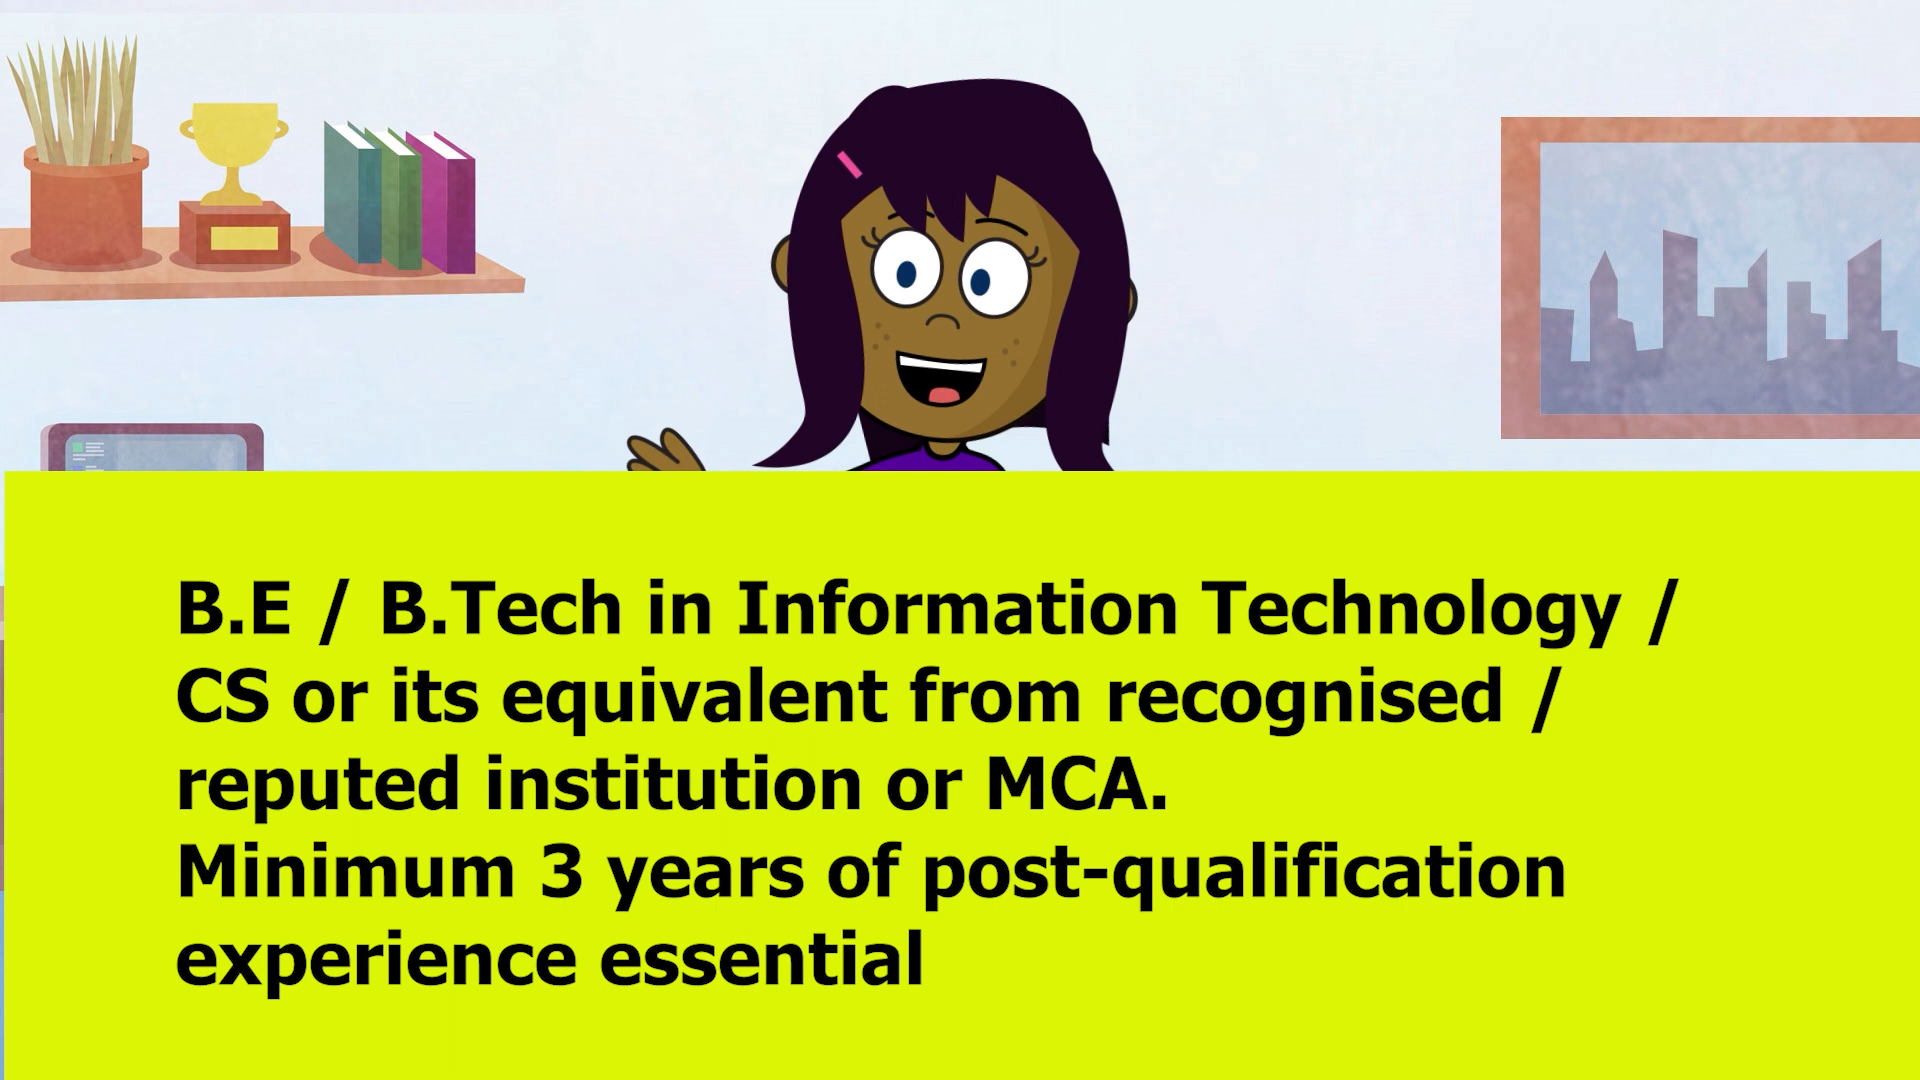 B.E / B.Tech in Information Technology /
CS or its equivalent from recognised /
reputed institution or MCA.
Minimum 3 years of post-qualification
experience essential